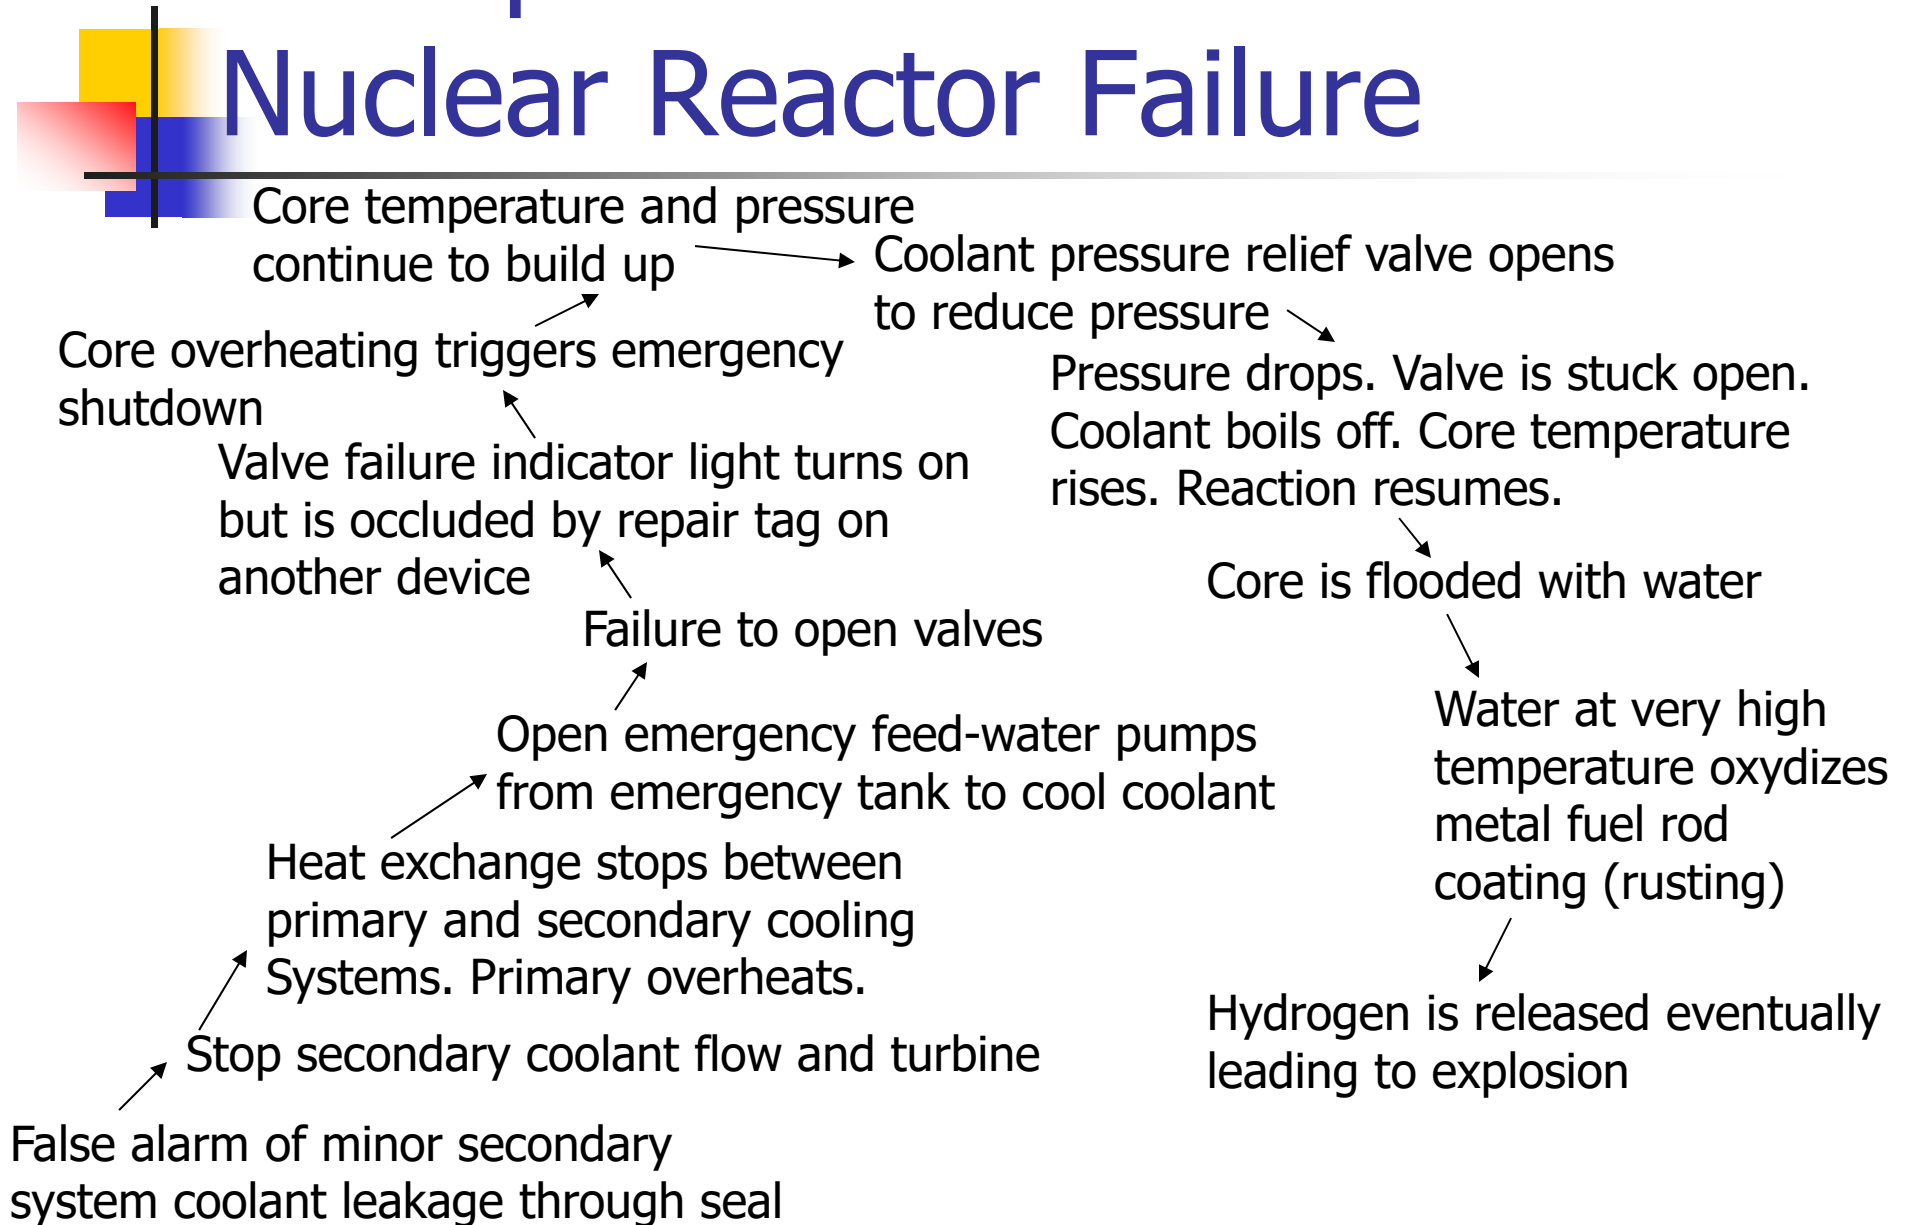 Nuclear Reactor Failure
Core temperature and pressure
continue to build up
Coolant pressure relief valve opens
to reduce pressure
Core overheating triggers emergency
shutdown
Pressure drops. Valve is stuck open.
Coolant boils off. Core temperature
rises. Reaction resumes.
Valve failure indicator light turns on
but is occluded by repair tag on
another device
Core is flooded with water
Failure to open valves
Water at very high
temperature oxydizes
metal fuel rod
coating (rusting)
Open emergency feed-water pumps
from emergency tank to cool coolant
Heat exchange stops between
primary and secondary cooling
Systems. Primary overheats.
Hydrogen is released eventually
leading to explosion
Stop secondary coolant flow and turbine
False alarm of minor secondary
system coolant leakage through seal